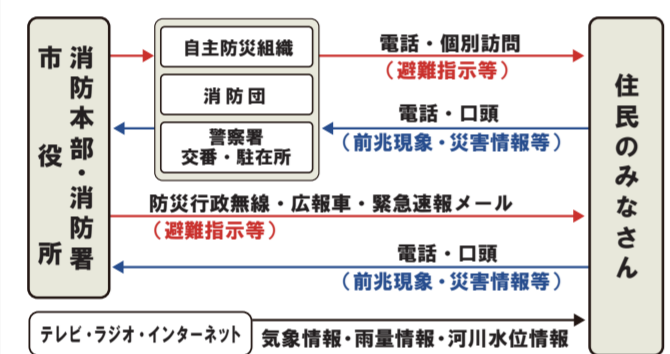 消防本部・消防署
市役所
自主防災組織
消防団
警察署
交番・駐在所
電話・個別訪問
（避難指示等）
電話・口頭
（前兆現象・災害情報等）
防災行政無線・広報車・緊急速報メール
（避難指示等）
電話・口頭
（前兆現象・災害情報等）
住民のみなさん
テレビ・ラジオ・インターネット
気象情報・雨量情報・河川水位情報